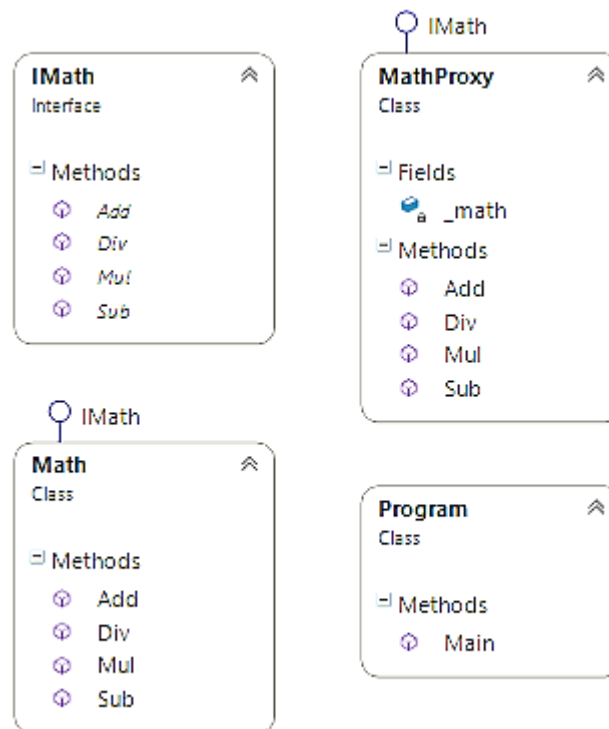 IMath
Interface
Methods
Add
Div
Mul
Sub
IMath
MathProxy
Class
Fields
_math
Methods
Add
Div
Mul
Sub
IMath
Math
Class
Methods
Add
Div
Mul
Sub
Program
Class
Methods
Main